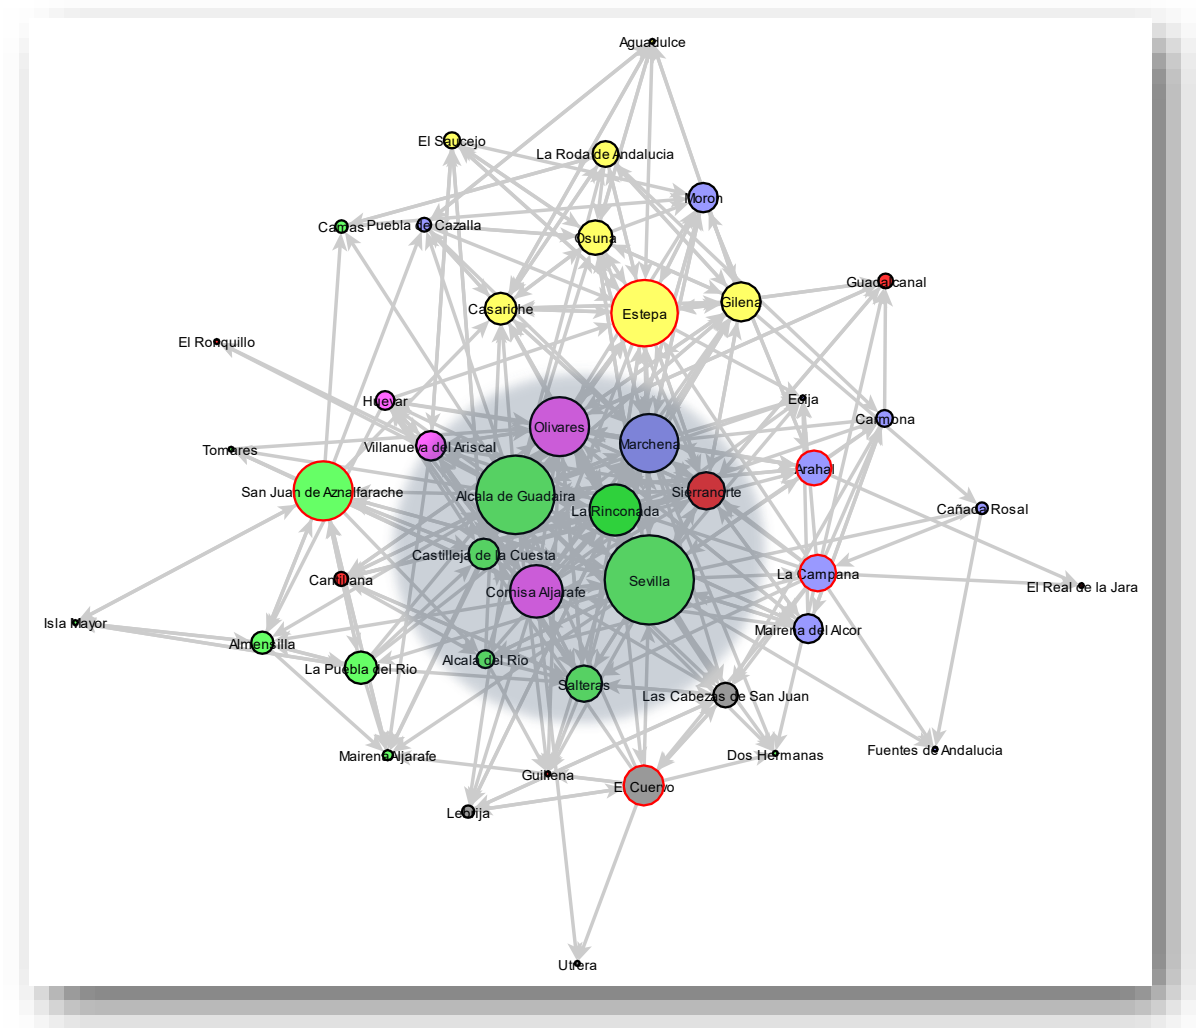 Aguadulce
El Saucejo
La Roda de Andalucia
Moron
Camas
Puebla de Cazalla
Osuna
Guadalcanal
Casariche
Estepa
Gilena
El Ronquillo
Huevar
Ecija
Carmona
Olivares
Marchena
Tomares
Villanueva del Ariscal
Arahal
San Juan de Aznalfarache
Alcala de Guadaira
Sierranorte
La Rinconada
Cañada Rosal
Castilleja de la Cuesta
Cantillana
Sevilla
La Campana
El Real de la Jara
Comisa Aljarafe
Isla Mayor
Mairena del Alcor
Almensilla
Alcala del Rio
La Puebla del Rio
Salteras
Las Cabezas de San Juan
Mairena Aljarafe
Dos Hermanas
Fuentes de Andalucia
Guillena
El Cuervo
Lebrija
Utrera